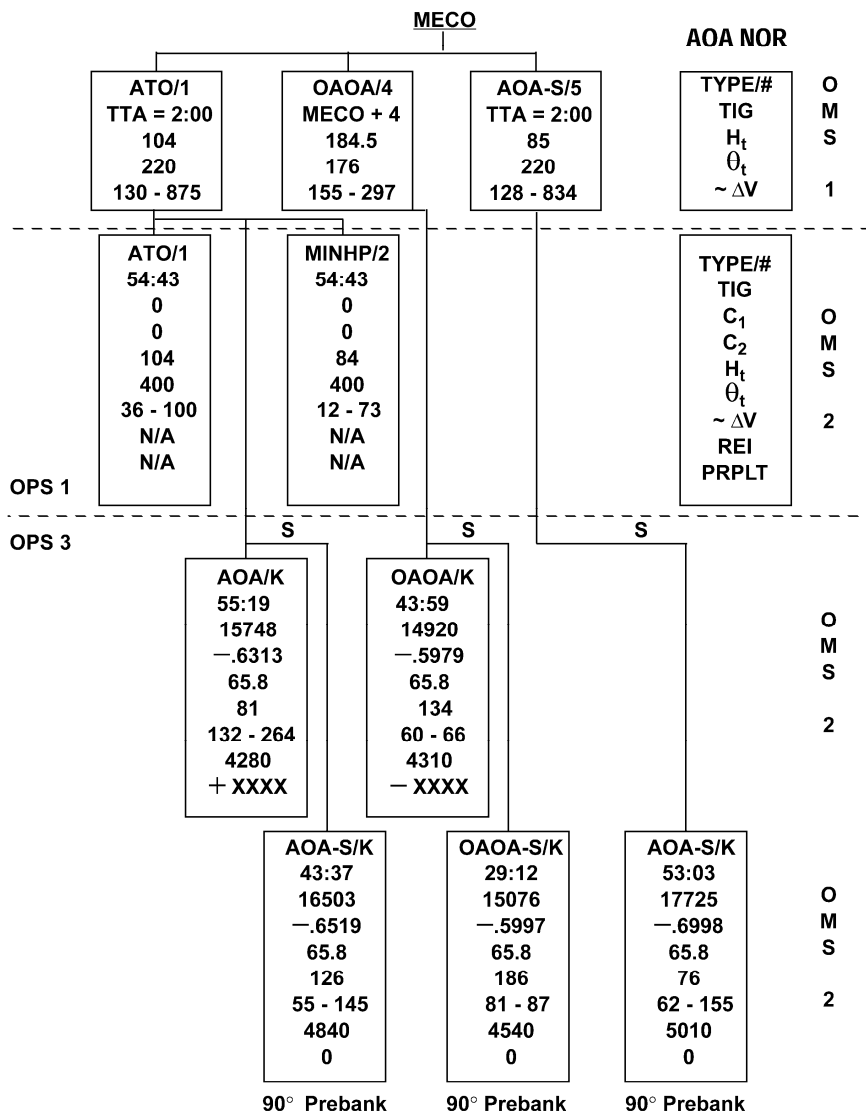 MECO
AOA NOR
ATO/1
TTA = 2:00
104
220
130 - 875
OAOA/4
MECO + 4
184.5
176
155 - 297
AOA-S/5
TTA = 2:00
85
220
128 - 834
TYPE/#
TIG
Hₜ
θₜ
~ ΔV
O
M
S
1
ATO/1
54:43
0
0
104
400
36 - 100
N/A
N/A
MINHP/2
54:43
0
0
84
400
12 - 73
N/A
N/A
TYPE/#
TIG
C₁
C₂
Hₜ
θₜ
~ ΔV
REI
PRPLT
O
M
S
2
OPS 1
OPS 3
S
S
S
AOA/K
55:19
15748
−.6313
65.8
81
132 - 264
4280
+ XXXX
OAOA/K
43:59
14920
−.5979
65.8
134
60 - 66
4310
− XXXX
O
M
S
2
AOA-S/K
43:37
16503
−.6519
65.8
126
55 - 145
4840
0
90° Prebank
OAOA-S/K
29:12
15076
−.5997
65.8
186
81 - 87
4540
0
90° Prebank
AOA-S/K
53:03
17725
−.6998
65.8
76
62 - 155
5010
0
90° Prebank
O
M
S
2